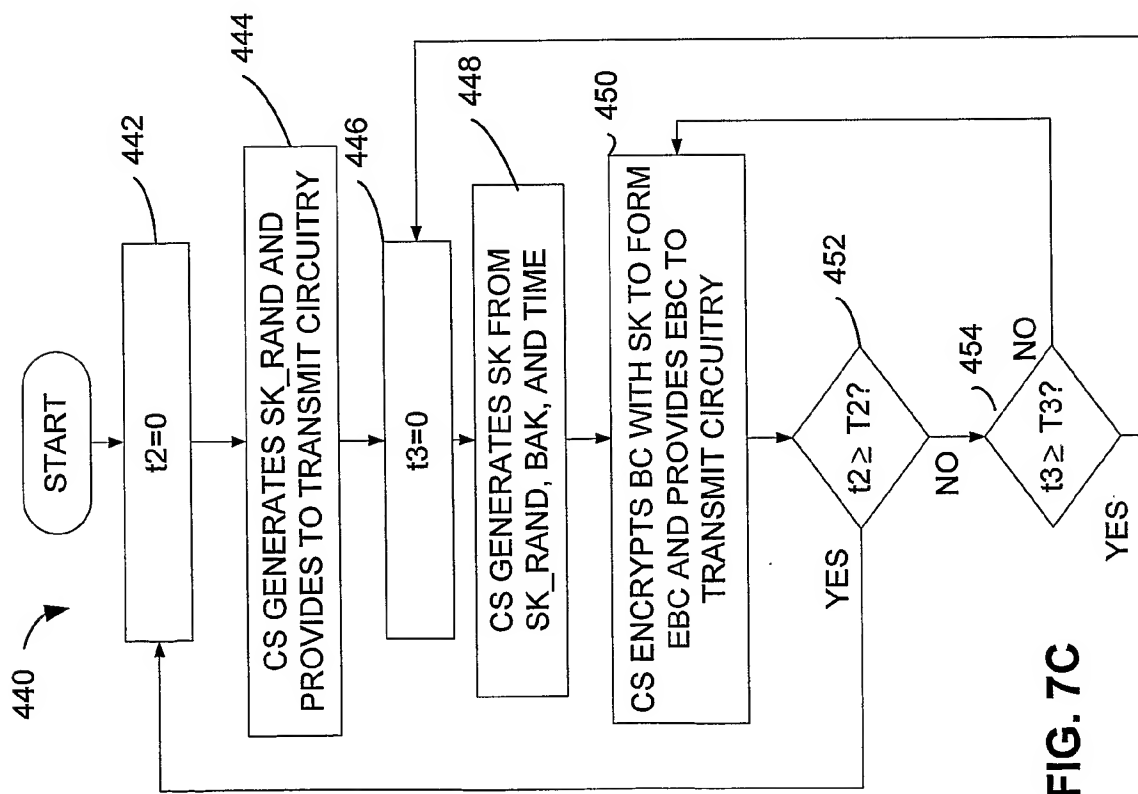 440
START
442
t2=0
444
CS GENERATES SK_RAND AND
PROVIDES TO TRANSMIT CIRCUITRY
446
t3=0
448
CS GENERATES SK FROM
SK_RAND, BAK, AND TIME
450
CS ENCRYPTS BC WITH SK TO FORM
EBC AND PROVIDES EBC TO
TRANSMIT CIRCUITRY
452
t2≥ T2?
YES
NO
454
t3≥ T3?
NO
YES
FIG. 7C